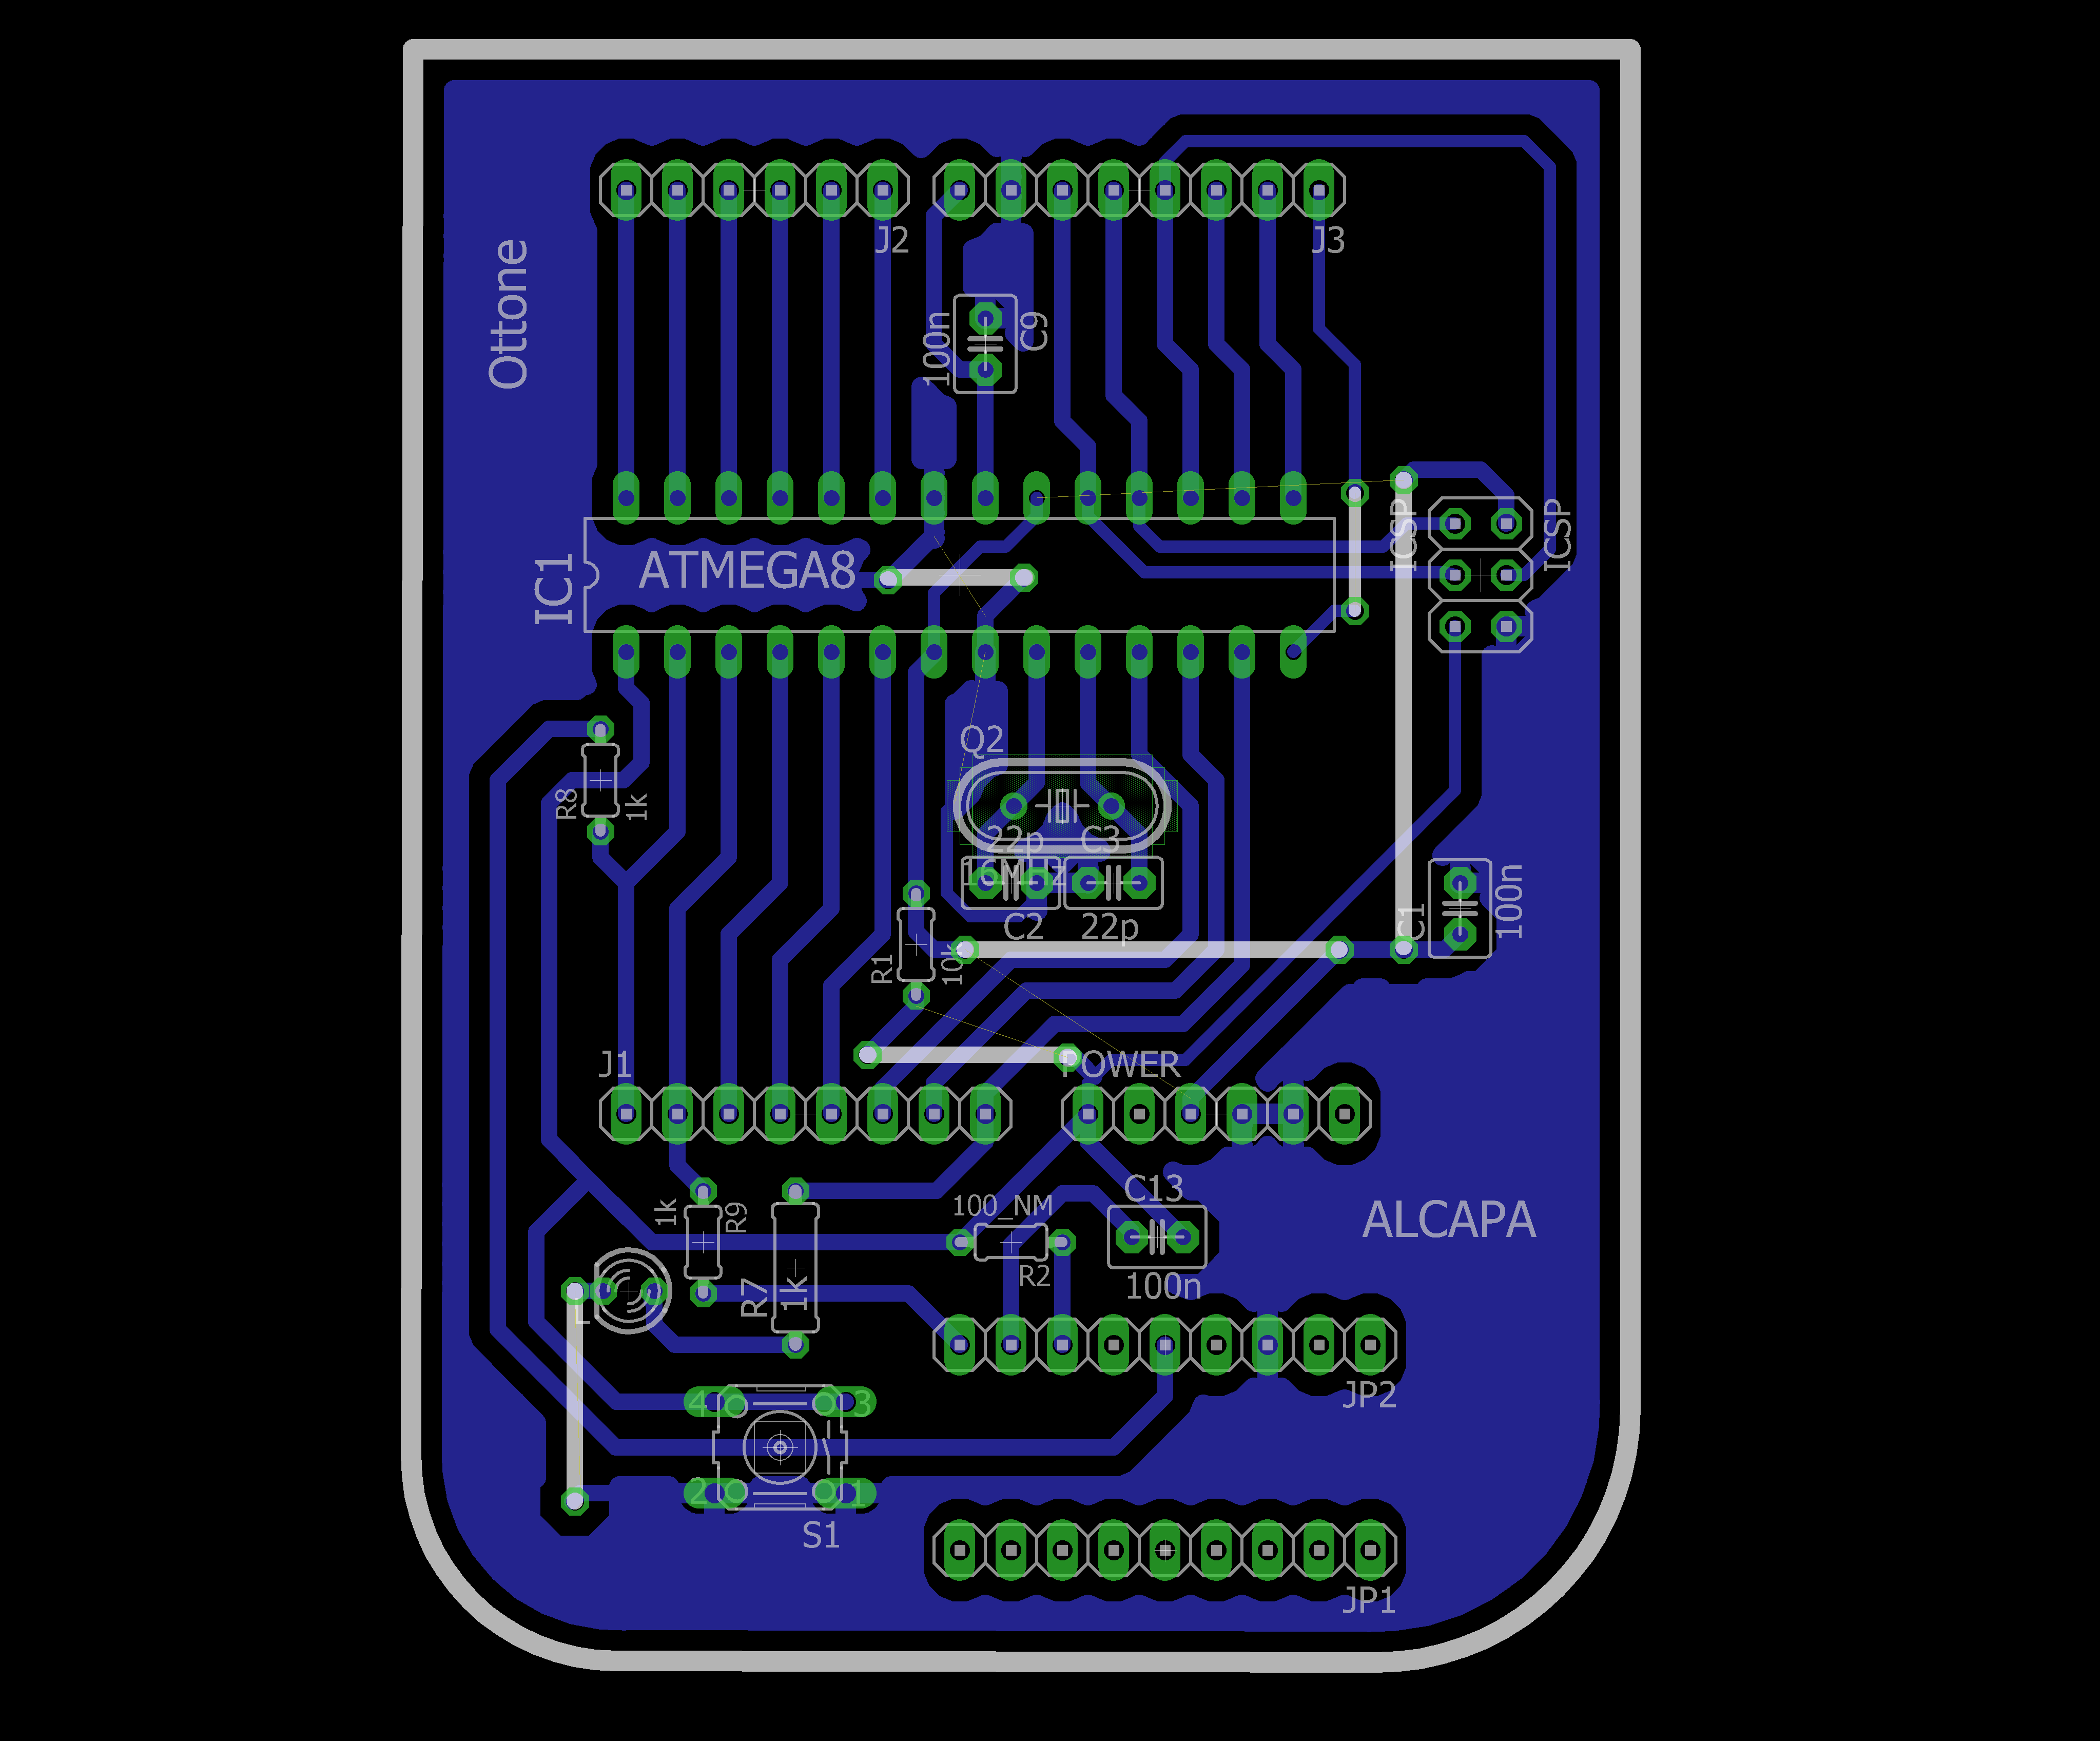 J2
J3
Ottone
100n
C9
ICSP
ICSP
IC1
ATMEGA8
Q2
R8
1k
22p
C3
16MHz
C2
22p
R1
10k
C1
100n
J1
POWER
1k
R9
100_NM
C13
ALCAPA
R2
100n
R7
1k
L
JP2
4
3
2
1
S1
JP1